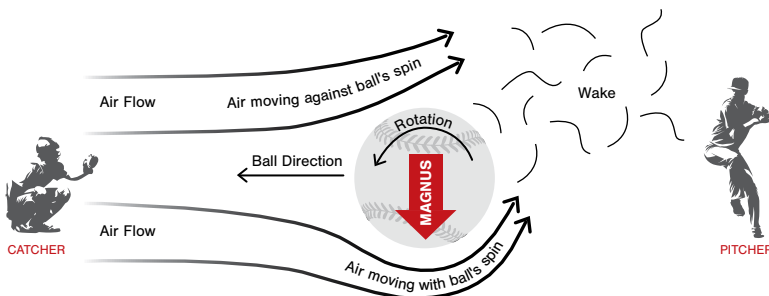 Air Flow
Air moving against ball's spin
Wake
Rotation
Ball Direction
MAGNUS
CATCHER
Air Flow
Air moving with ball's spin
PITCHER